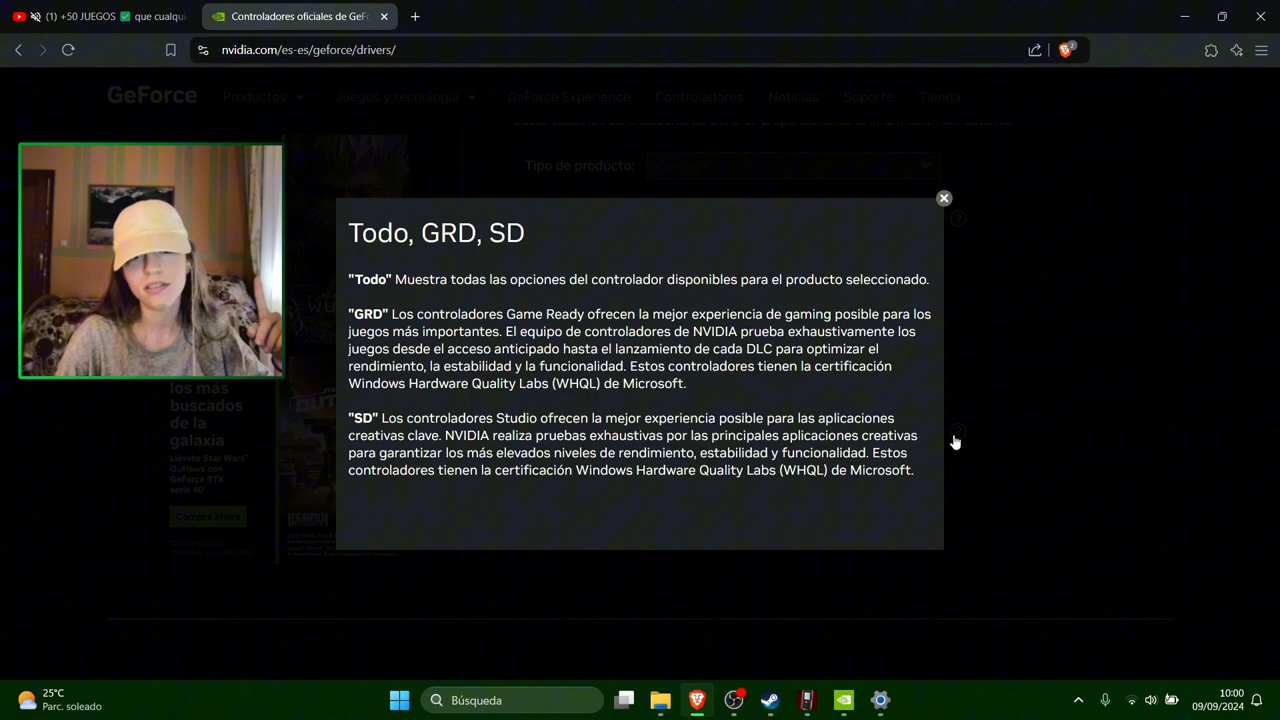 (1) +50 JUEGOS ✅ que cualqui
Controladores oficiales de GeFo
nvidia.com/es-es/geforce/drivers/
2
GeForce
Productos
Juegos y tecnología
GeForce Experience
Controladores
Noticias
Soporte
Tienda
Tipo de producto:
Todo, GRD, SD
"Todo" Muestra todas las opciones del controlador disponibles para el producto seleccionado.
"GRD" Los controladores Game Ready ofrecen la mejor experiencia de gaming posible para los
juegos más importantes. El equipo de controladores de NVIDIA prueba exhaustivamente los
juegos desde el acceso anticipado hasta el lanzamiento de cada DLC para optimizar el
rendimiento, la estabilidad y la funcionalidad. Estos controladores tienen la certificación
Windows Hardware Quality Labs (WHQL) de Microsoft.
"SD" Los controladores Studio ofrecen la mejor experiencia posible para las aplicaciones
creativas clave. NVIDIA realiza pruebas exhaustivas por las principales aplicaciones creativas
para garantizar los más elevados niveles de rendimiento, estabilidad y funcionalidad. Estos
controladores tienen la certificación Windows Hardware Quality Labs (WHQL) de Microsoft.
los más
buscados
de la
galaxia
Llévate Star Wars™
Outlaws con
GeForce RTX
serie 40
Compre ahora
25°C
Parc. soleado
Búsqueda
10:00
09/09/2024